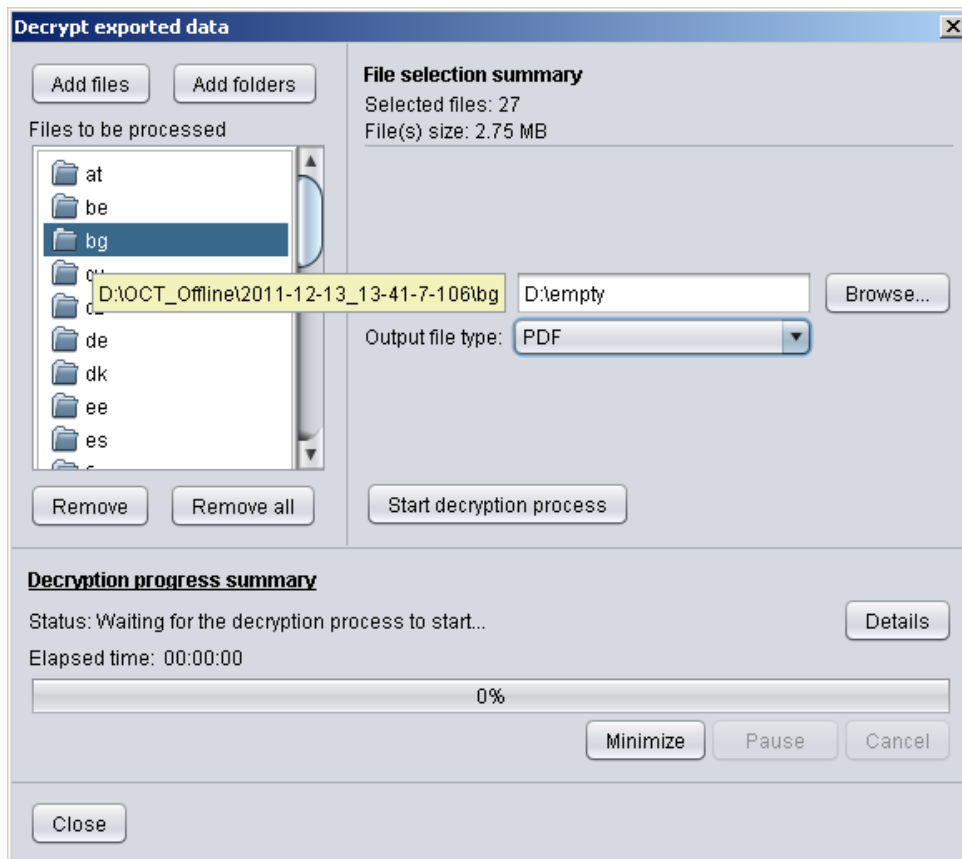 Decrypt exported data
Add files
Add folders
Files to be processed
at
be
bg
D:\OCT_Offline\2011-12-13_13-41-7-106\bg
de
dk
ee
es
Remove
Remove all
File selection summary
Selected files: 27
File(s) size: 2.75 MB
D:\empty
Browse...
Output file type:
PDF
Start decryption process
Decryption progress summary
Status: Waiting for the decryption process to start...
Details
Elapsed time: 00:00:00
0%
Minimize
Pause
Cancel
Close